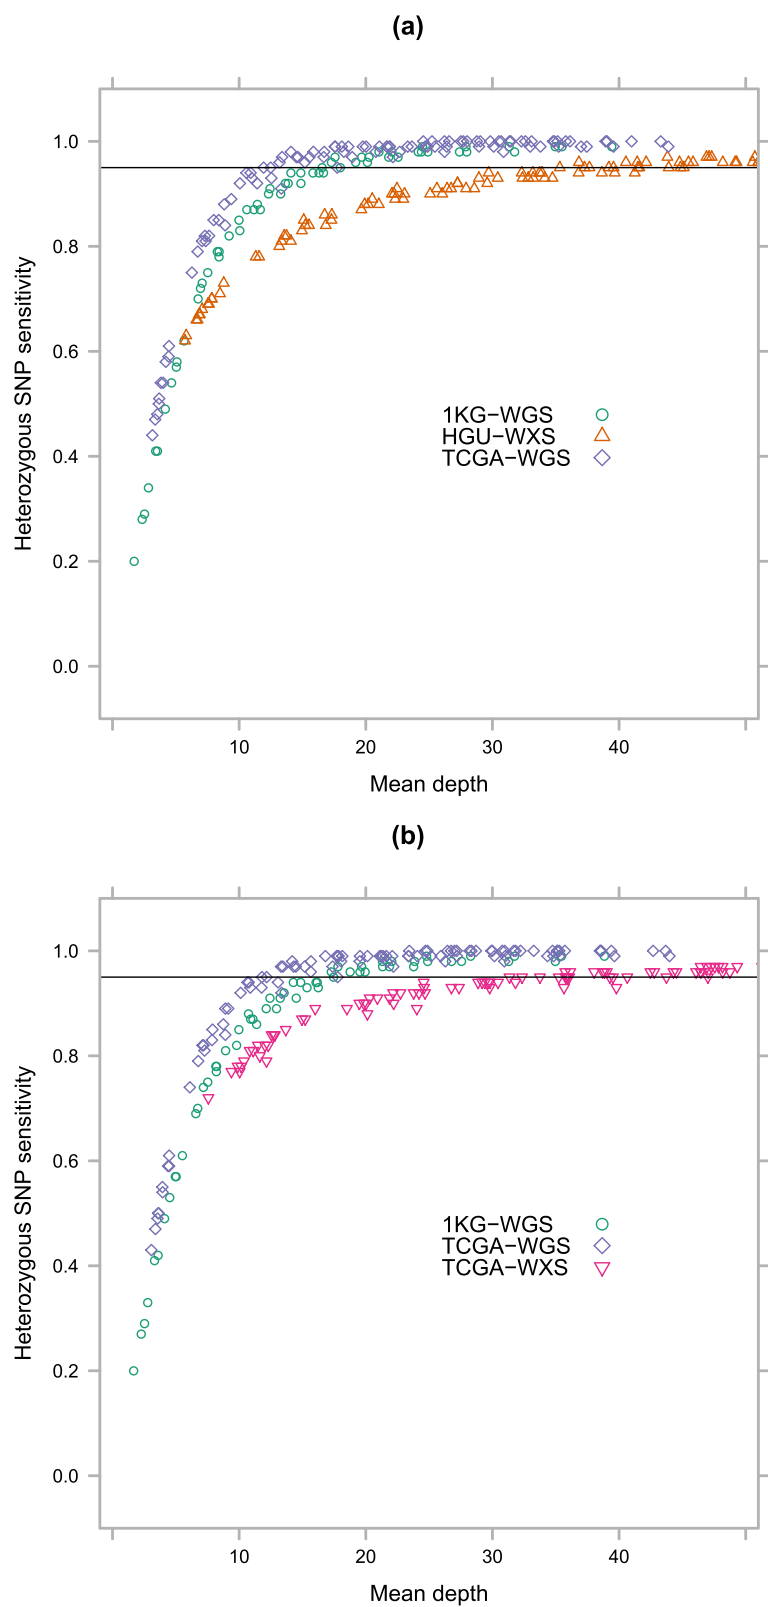 (a)
1.0
0.8
0.6
0.4
0.2
0.0
Heterozygous SNP sensitivity
1KG−WGS
HGU−WXS
TCGA−WGS
10 20 30 40
Mean depth
(b)
1.0
0.8
0.6
0.4
0.2
0.0
Heterozygous SNP sensitivity
1KG−WGS
TCGA−WGS
TCGA−WXS
10 20 30 40
Mean depth